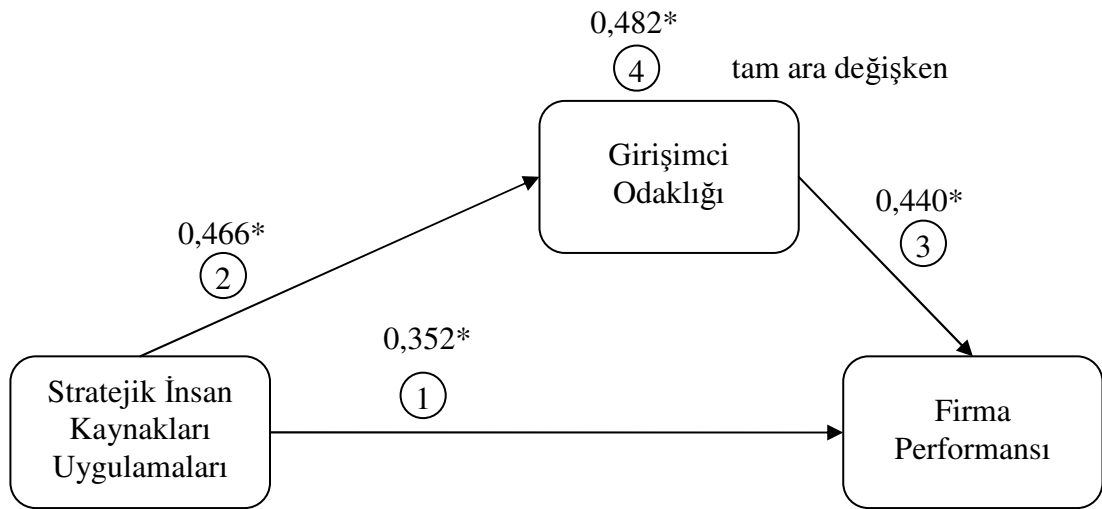 0,482*
4
tam ara değişken
Girişimci
Odaklığı
0,466*
2
0,440*
3
0,352*
1
Stratejik İnsan
Kaynakları
Uygulamaları
Firma
Performansı